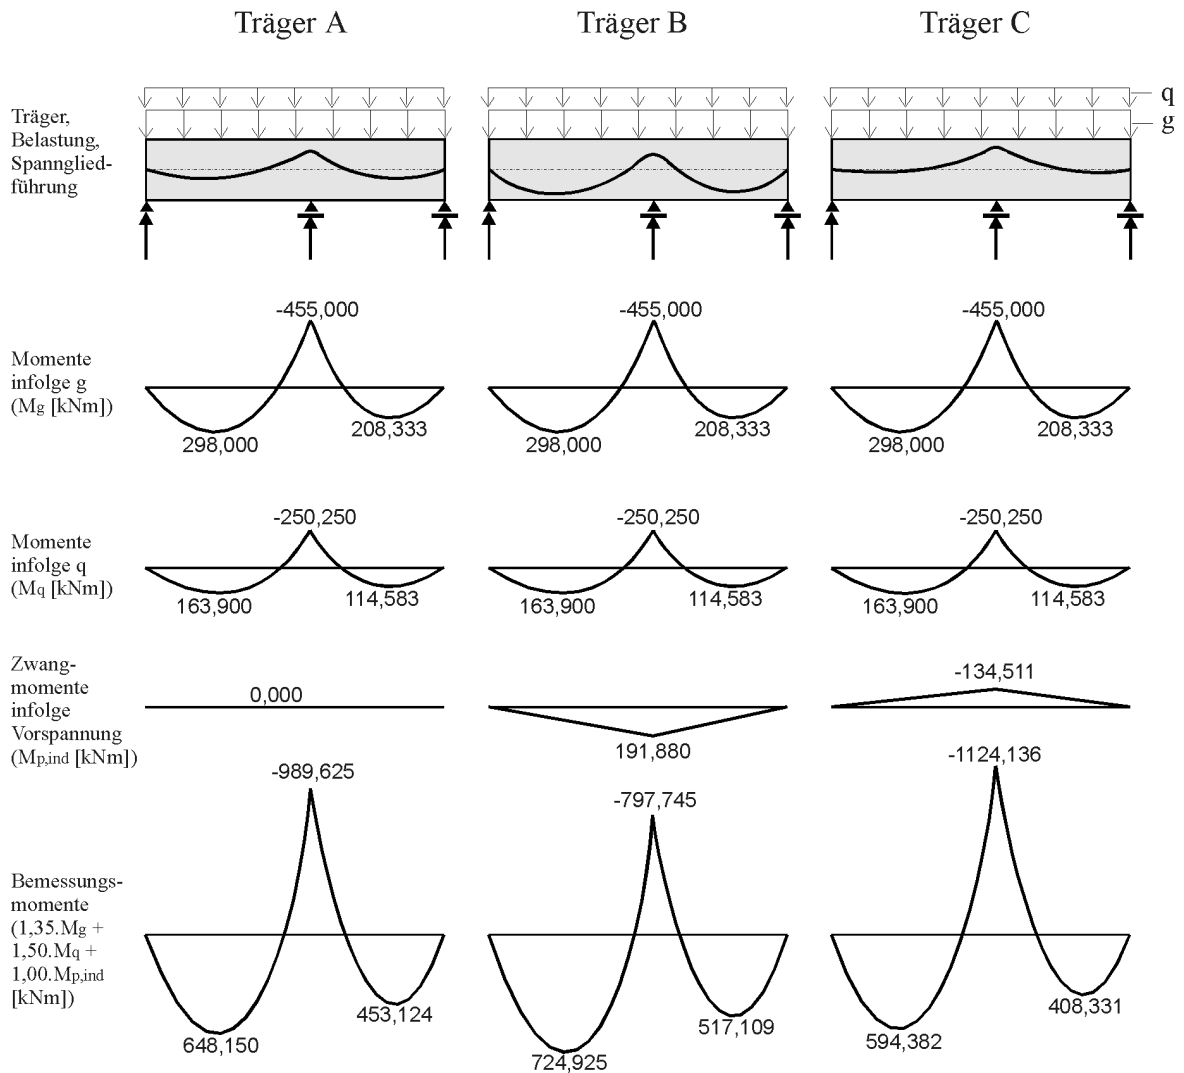 Träger A
Träger B
Träger C
q
g
Träger,
Belastung,
Spannglied-
führung
-455,000
-455,000
-455,000
Momente
infolge g
(Mg [kNm])
298,000
208,333
298,000
208,333
298,000
208,333
-250,250
-250,250
-250,250
Momente
infolge q
(Mq [kNm])
163,900
114,583
163,900
114,583
163,900
114,583
Zwang-
momente
infolge
Vorspannung
(Mp,ind [kNm])
0,000
191,880
-134,511
-989,625
-797,745
-1124,136
Bemessungs-
momente
(1,35.Mg +
1,50.Mq +
1,00.Mp,ind
[kNm])
648,150
453,124
724,925
517,109
594,382
408,331